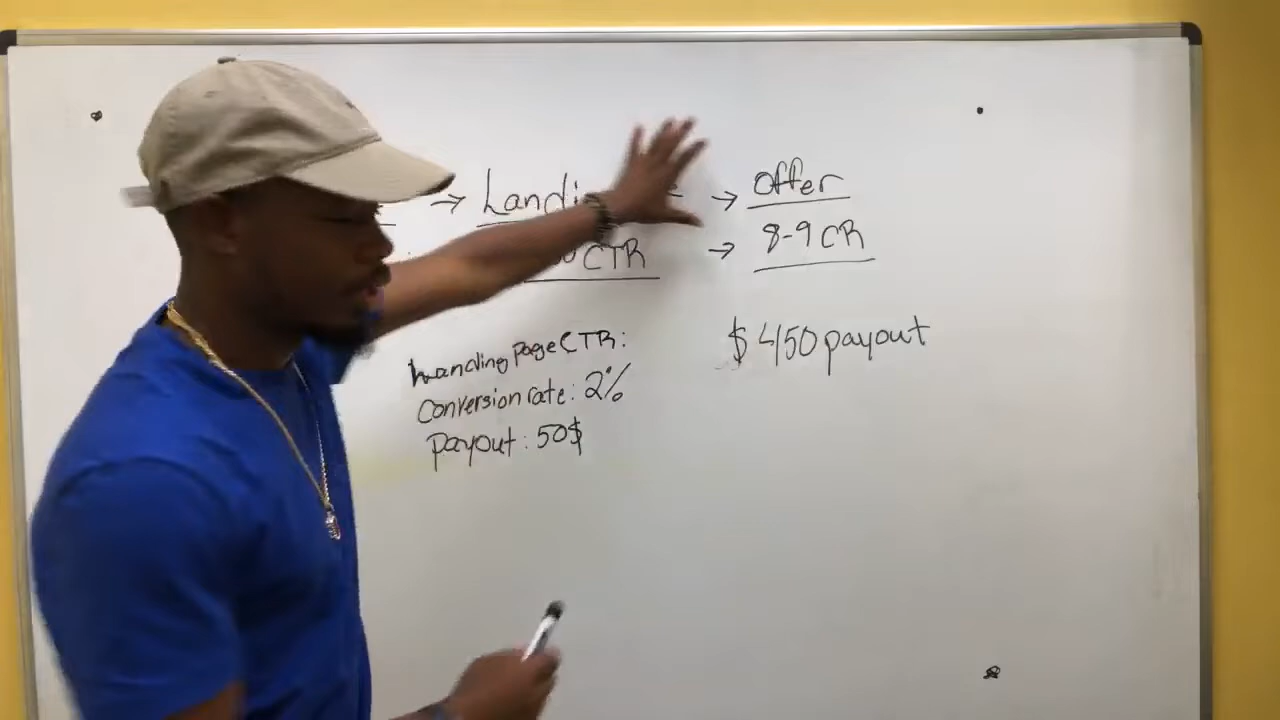 → Landi → Offer
CTR → 8-9 CR
Landing Page CTR:
Conversion rate: 2%
Payout: 50$
$450 payout